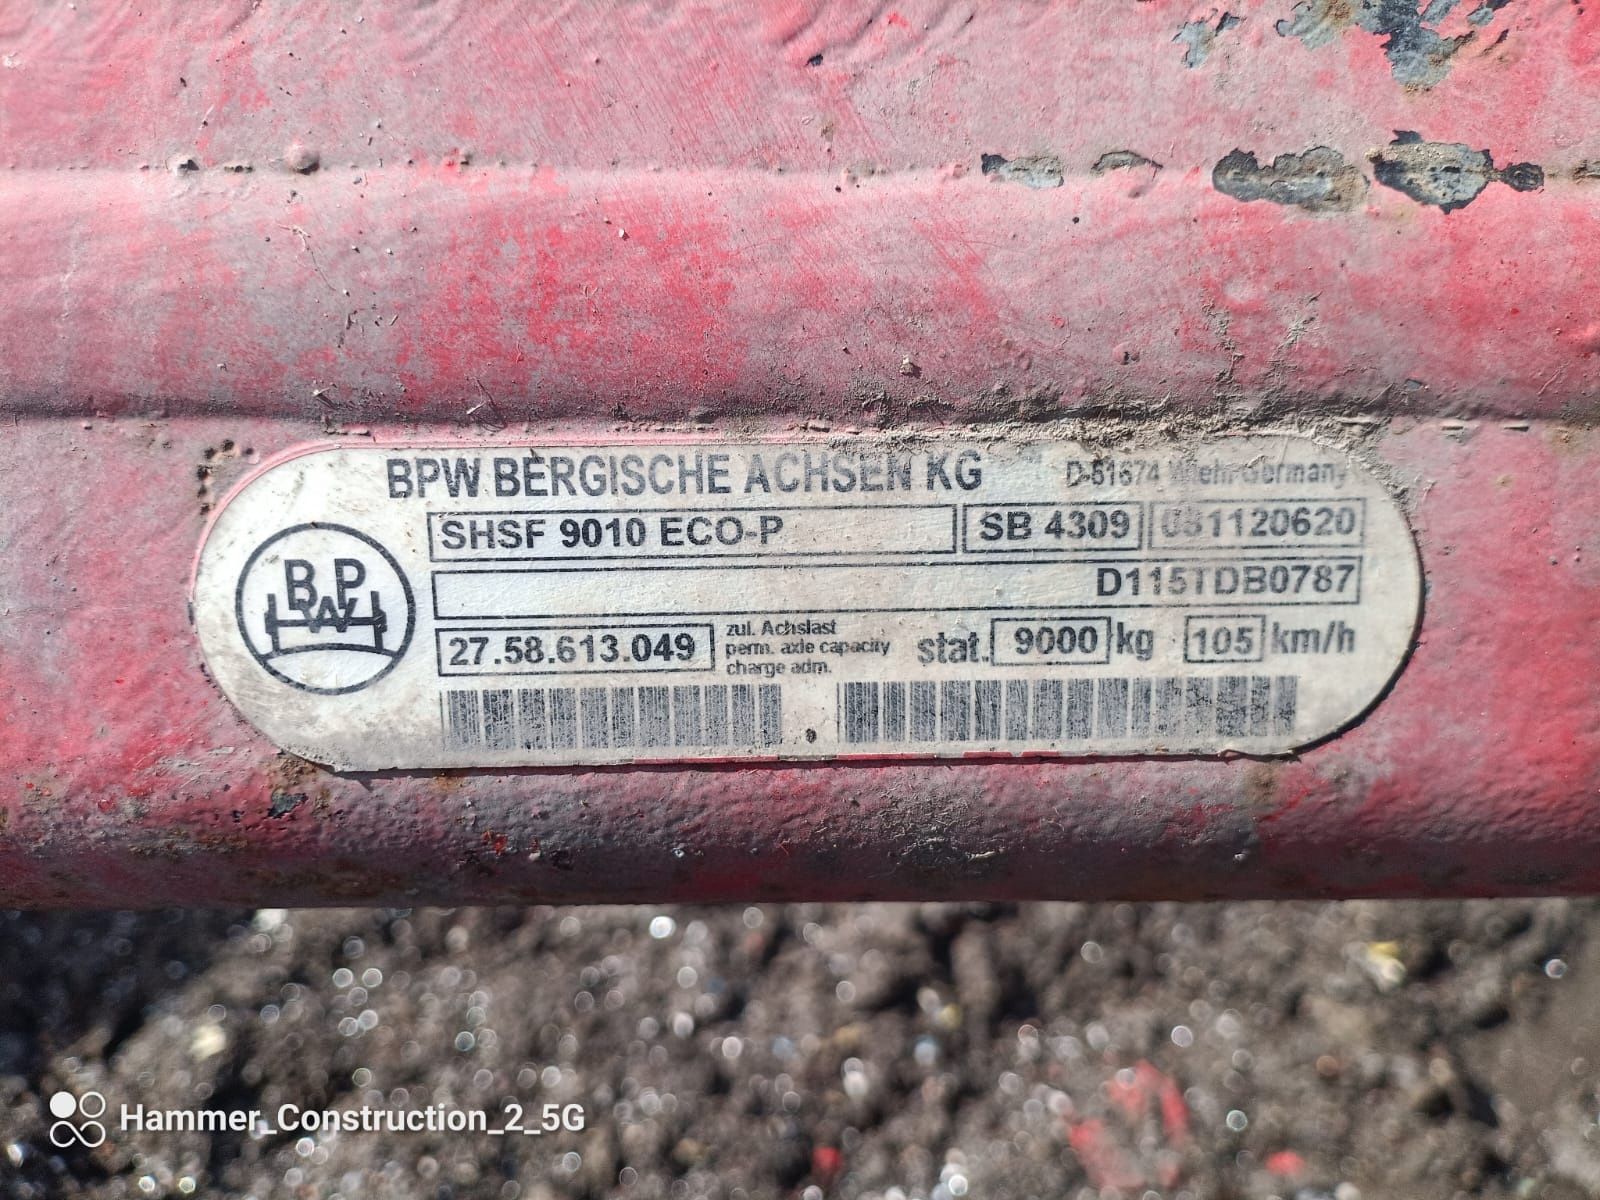 BPW BERGISCHE ACHSEN KG D-51674 Wiehl-Germany
BPW
SHSF 9010 ECO-P SB 4309 081120620
D115TDB0787
27.58.613.049 zul. Achslast
perm. axle capacity
charge adm.
stat. 9000 kg 105 km/h
Hammer_Construction_2_5G